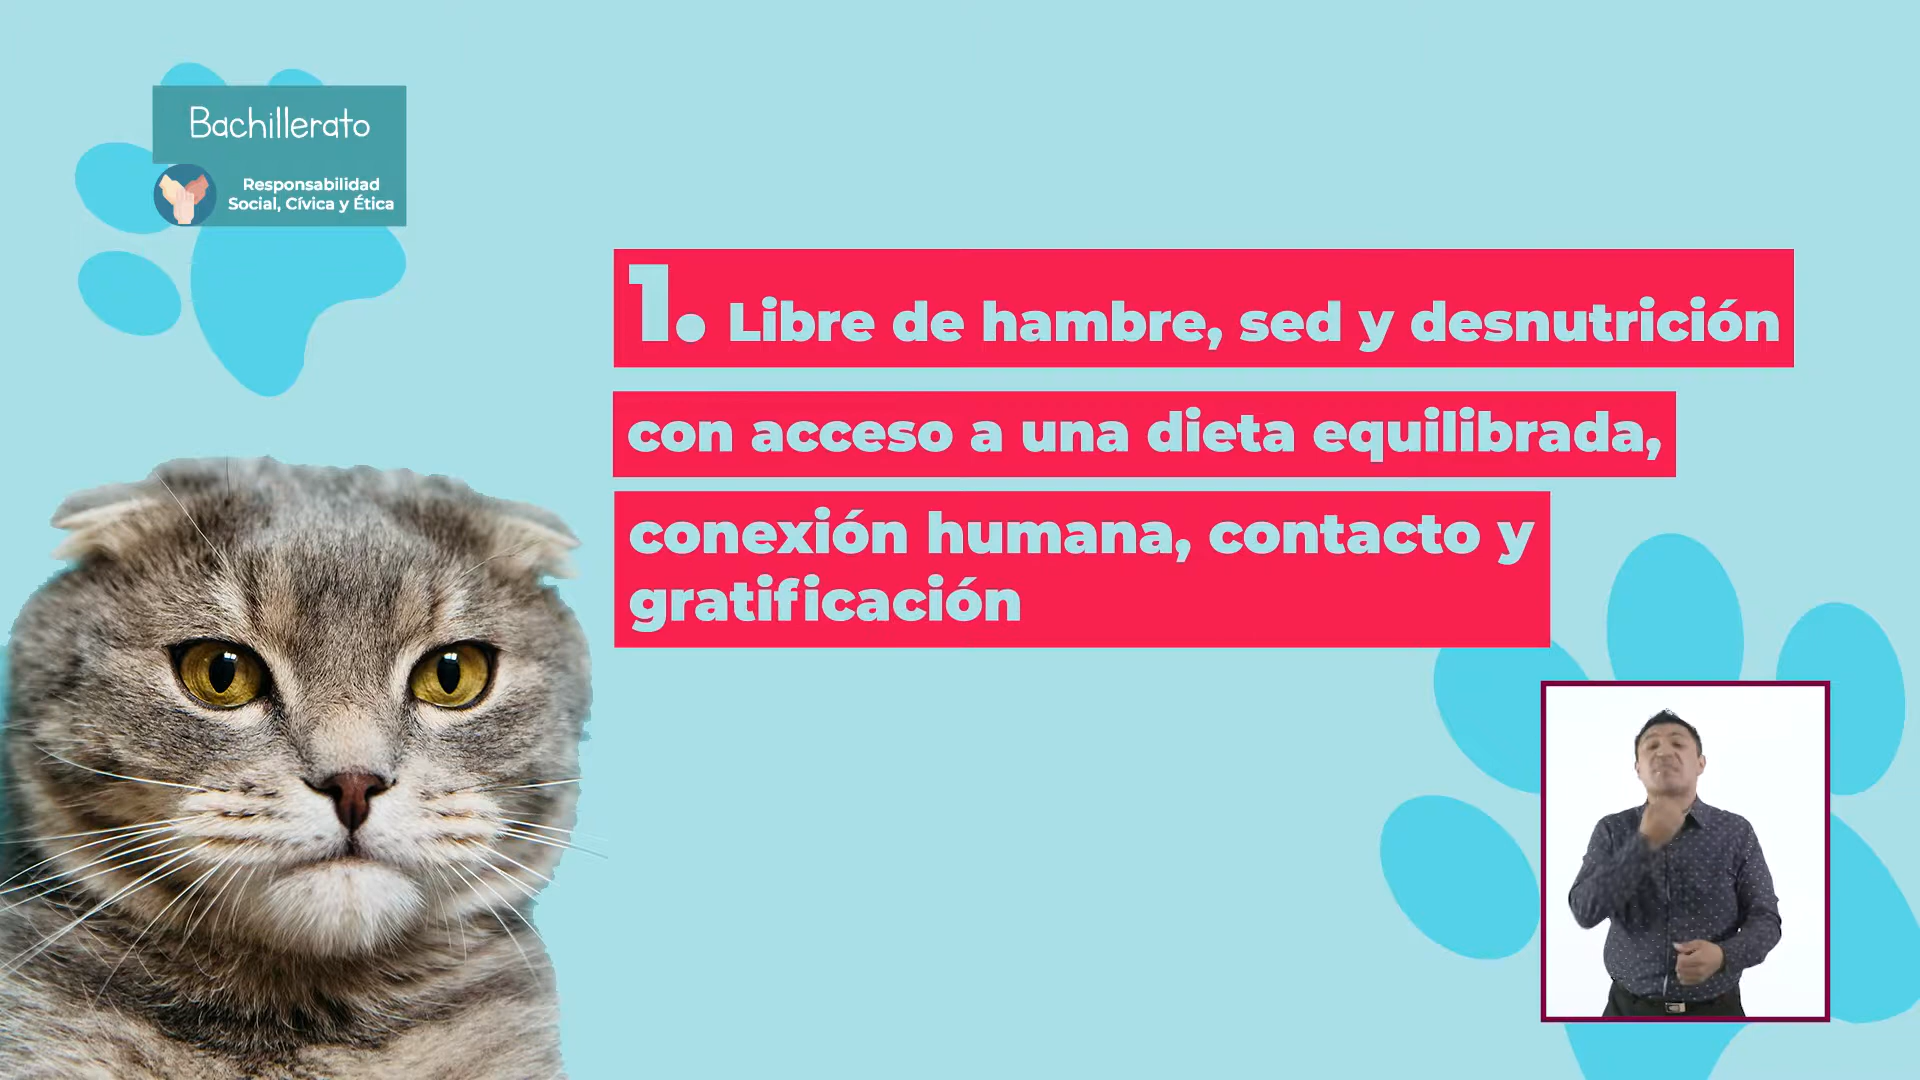 Bachillerato
Responsabilidad
Social, Cívica y Ética
1. Libre de hambre, sed y desnutrición
con acceso a una dieta equilibrada,
conexión humana, contacto y
gratificación